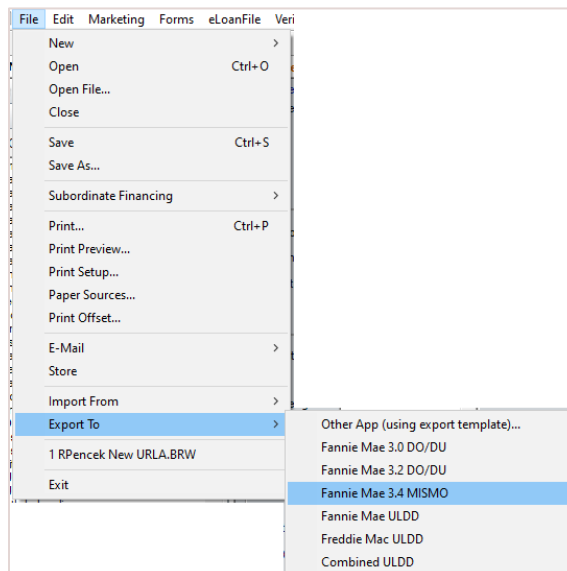 File Edit Marketing Forms eLoanFile Veri
New
Open Ctrl+O
Open File...
Close
Save Ctrl+S
Save As...
Subordinate Financing
Print... Ctrl+P
Print Preview...
Print Setup...
Paper Sources...
Print Offset...
E-Mail
Store
Import From
Export To
1 RPencek New URLA.BRW
Exit
Other App (using export template)...
Fannie Mae 3.0 DO/DU
Fannie Mae 3.2 DO/DU
Fannie Mae 3.4 MISMO
Fannie Mae ULDD
Freddie Mac ULDD
Combined ULDD